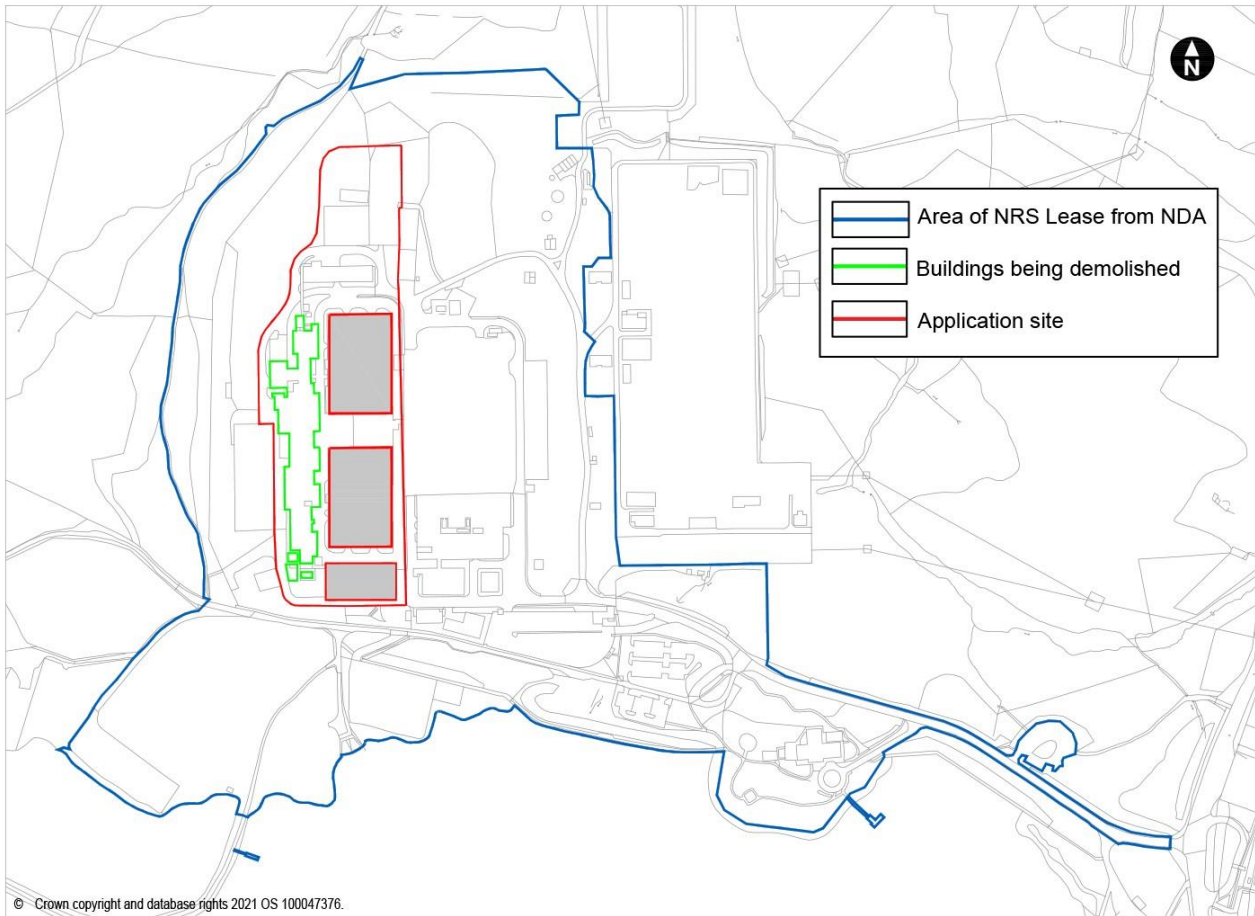 N
Area of NRS Lease from NDA
Buildings being demolished
Application site
© Crown copyright and database rights 2021 OS 100047376.